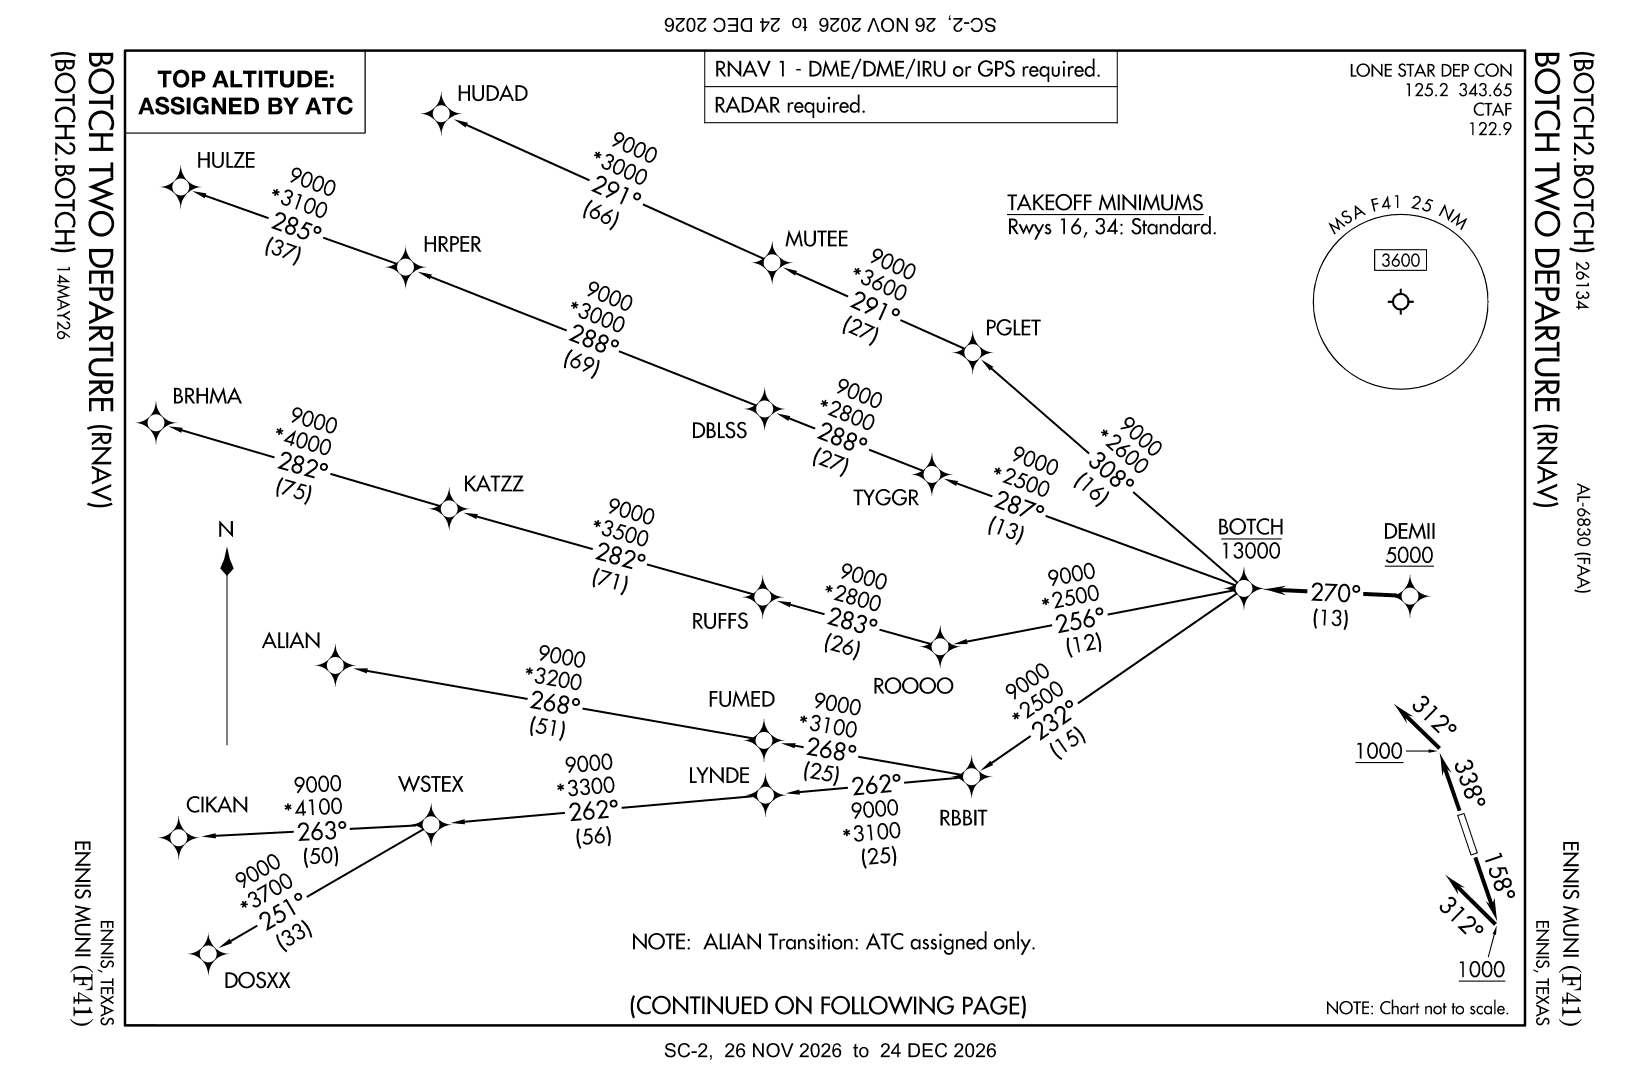 SC-2, 26 NOV 2026 to 24 DEC 2026
(BOTCH2.BOTCH) 14MAY26
BOTCH TWO DEPARTURE (RNAV)
ENNIS MUNI (F41)
ENNIS, TEXAS
TOP ALTITUDE:
ASSIGNED BY ATC
RNAV 1 - DME/DME/IRU or GPS required.
RADAR required.
LONE STAR DEP CON
125.2 343.65
CTAF
122.9
TAKEOFF MINIMUMS
Rwys 16, 34: Standard.
MSA F41 25 NM
3600
HUDAD
9000
*3000
291°
(66)
MUTEE
9000
*3600
291°
(27)
PGLET
9000
*2600
308°
(16)
HULZE
9000
*3100
285°
(37)
HRPER
9000
*3000
288°
(69)
DBLSS
9000
*2800
288°
(27)
TYGGR
9000
*2500
287°
(13)
BOTCH
13000
DEMII
5000
270°
(13)
BRHMA
9000
*4000
282°
(75)
KATZZ
9000
*3500
282°
(71)
RUFFS
9000
*2800
283°
(26)
ROOOO
9000
*2500
256°
(12)
N
ALIAN
9000
*3200
268°
(51)
FUMED
9000
*3100
268°
(25)
9000
*2500
232°
(15)
RBBIT
CIKAN
9000
*4100
263°
(50)
WSTEX
9000
*3300
262°
(56)
LYNDE
262°
9000
*3100
(25)
9000
*3700
251°
(33)
DOSXX
312°
1000
338°
158°
312°
1000
NOTE: ALIAN Transition: ATC assigned only.
(CONTINUED ON FOLLOWING PAGE)
NOTE: Chart not to scale.
(BOTCH2.BOTCH) 26134
BOTCH TWO DEPARTURE (RNAV)
AL-6830 (FAA)
ENNIS MUNI (F41)
ENNIS, TEXAS
SC-2, 26 NOV 2026 to 24 DEC 2026